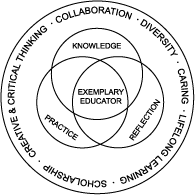 CREATIVE & CRITICAL THINKING · COLLABORATION · DIVERSITY · CARING · LIFELONG LEARNING · SCHOLARSHIP ·
KNOWLEDGE
EXEMPLARY
EDUCATOR
PRACTICE
REFLECTION